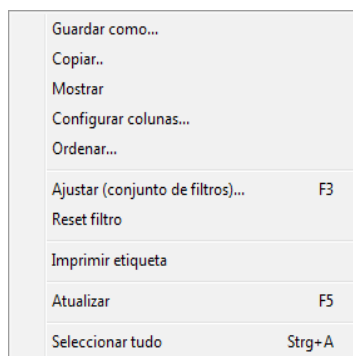 Guardar como...
Copiar..
Mostrar
Configurar colunas...
Ordenar...
Ajustar (conjunto de filtros)... F3
Reset filtro
Imprimir etiqueta
Atualizar F5
Seleccionar tudo Strg+A